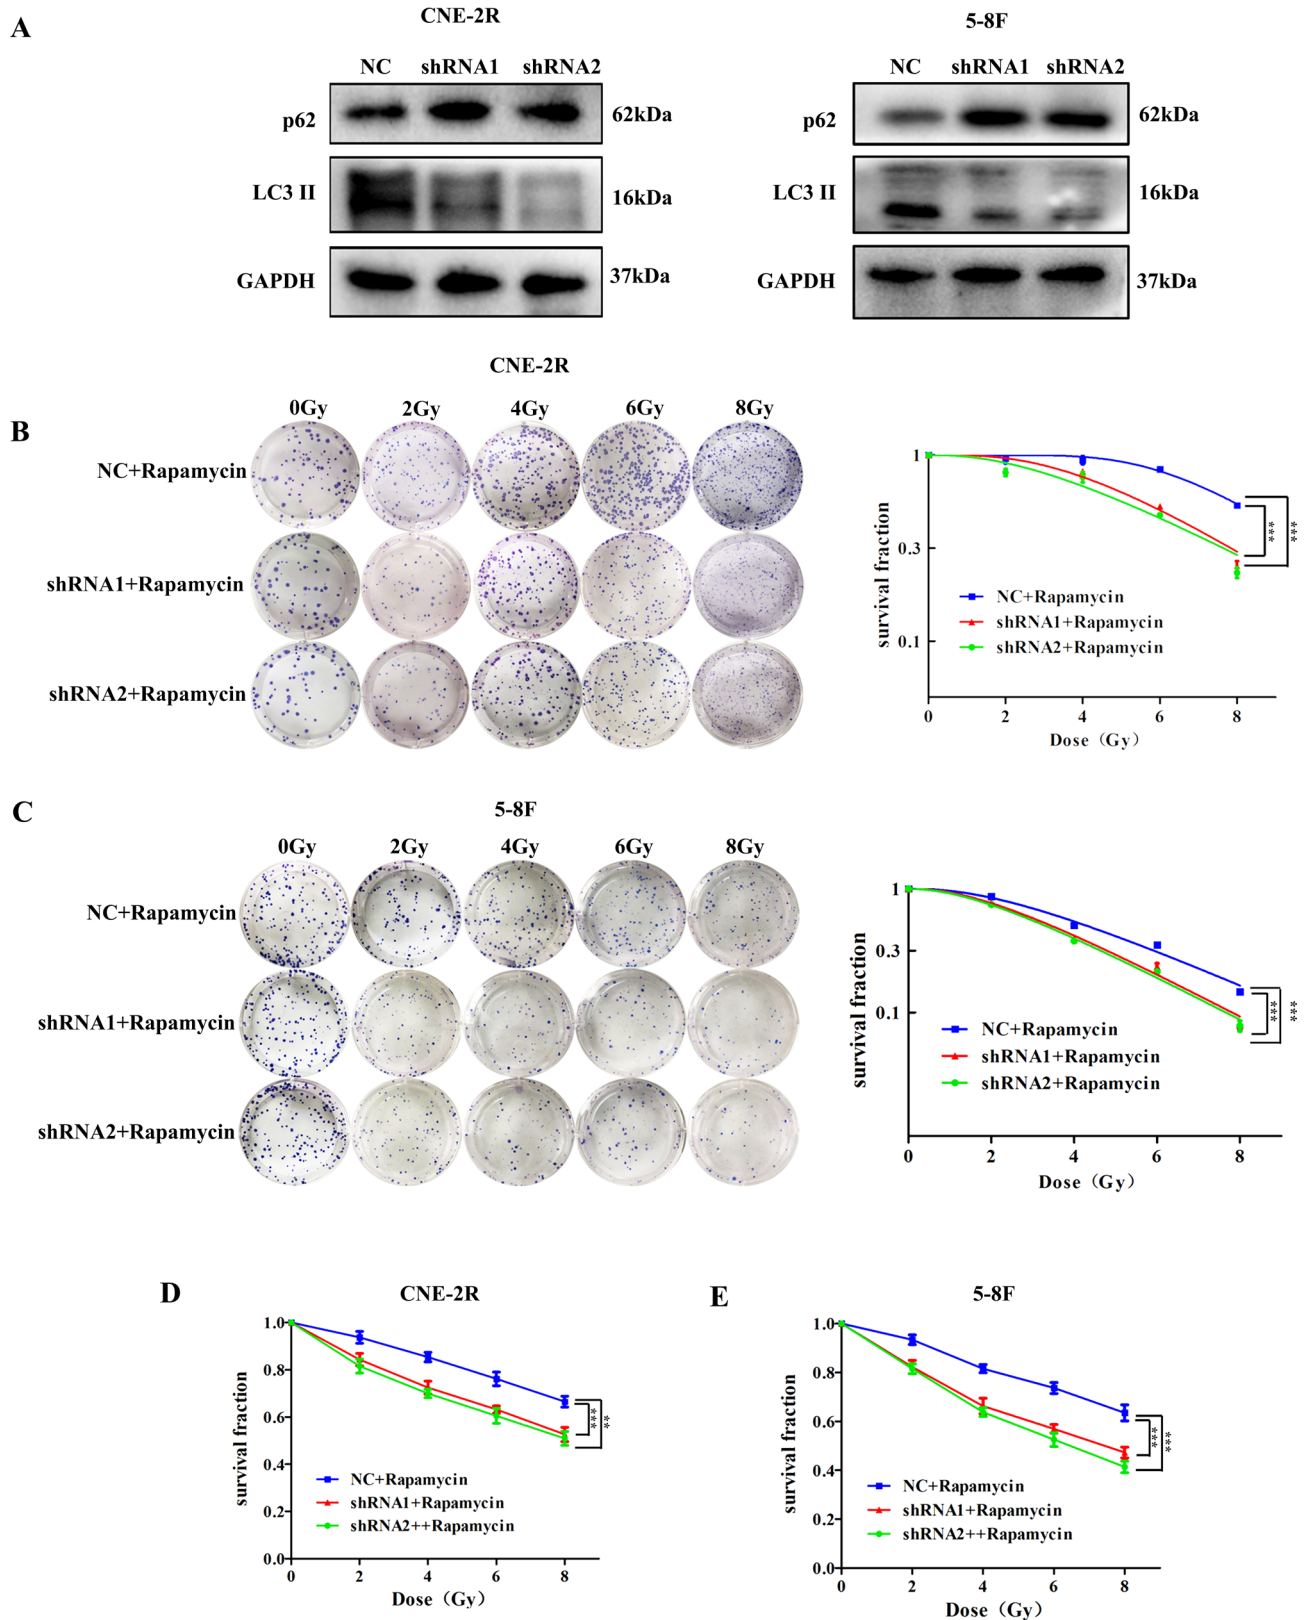 A
CNE-2R
5-8F
NC shRNA1 shRNA2
NC shRNA1 shRNA2
p62 62kDa
p62 62kDa
LC3 II 16kDa
LC3 II 16kDa
GAPDH 37kDa
GAPDH 37kDa
B
CNE-2R
0Gy 2Gy 4Gy 6Gy 8Gy
NC+Rapamycin
shRNA1+Rapamycin
shRNA2+Rapamycin
survival fraction
1
0.3
0.1
***
***
NC+Rapamycin
shRNA1+Rapamycin
shRNA2+Rapamycin
0 2 4 6 8
Dose（Gy）
C
5-8F
0Gy 2Gy 4Gy 6Gy 8Gy
NC+Rapamycin
shRNA1+Rapamycin
shRNA2+Rapamycin
survival fraction
1
0.3
0.1
***
***
NC+Rapamycin
shRNA1+Rapamycin
shRNA2+Rapamycin
0 2 4 6 8
Dose（Gy）
D
CNE-2R
survival fraction
1.0
0.8
0.6
0.4
0.2
0.0
***
**
NC+Rapamycin
shRNA1+Rapamycin
shRNA2++Rapamycin
0 2 4 6 8
Dose（Gy）
E
5-8F
survival fraction
1.0
0.8
0.6
0.4
0.2
0.0
***
***
NC+Rapamycin
shRNA1+Rapamycin
shRNA2++Rapamycin
0 2 4 6 8
Dose（Gy）